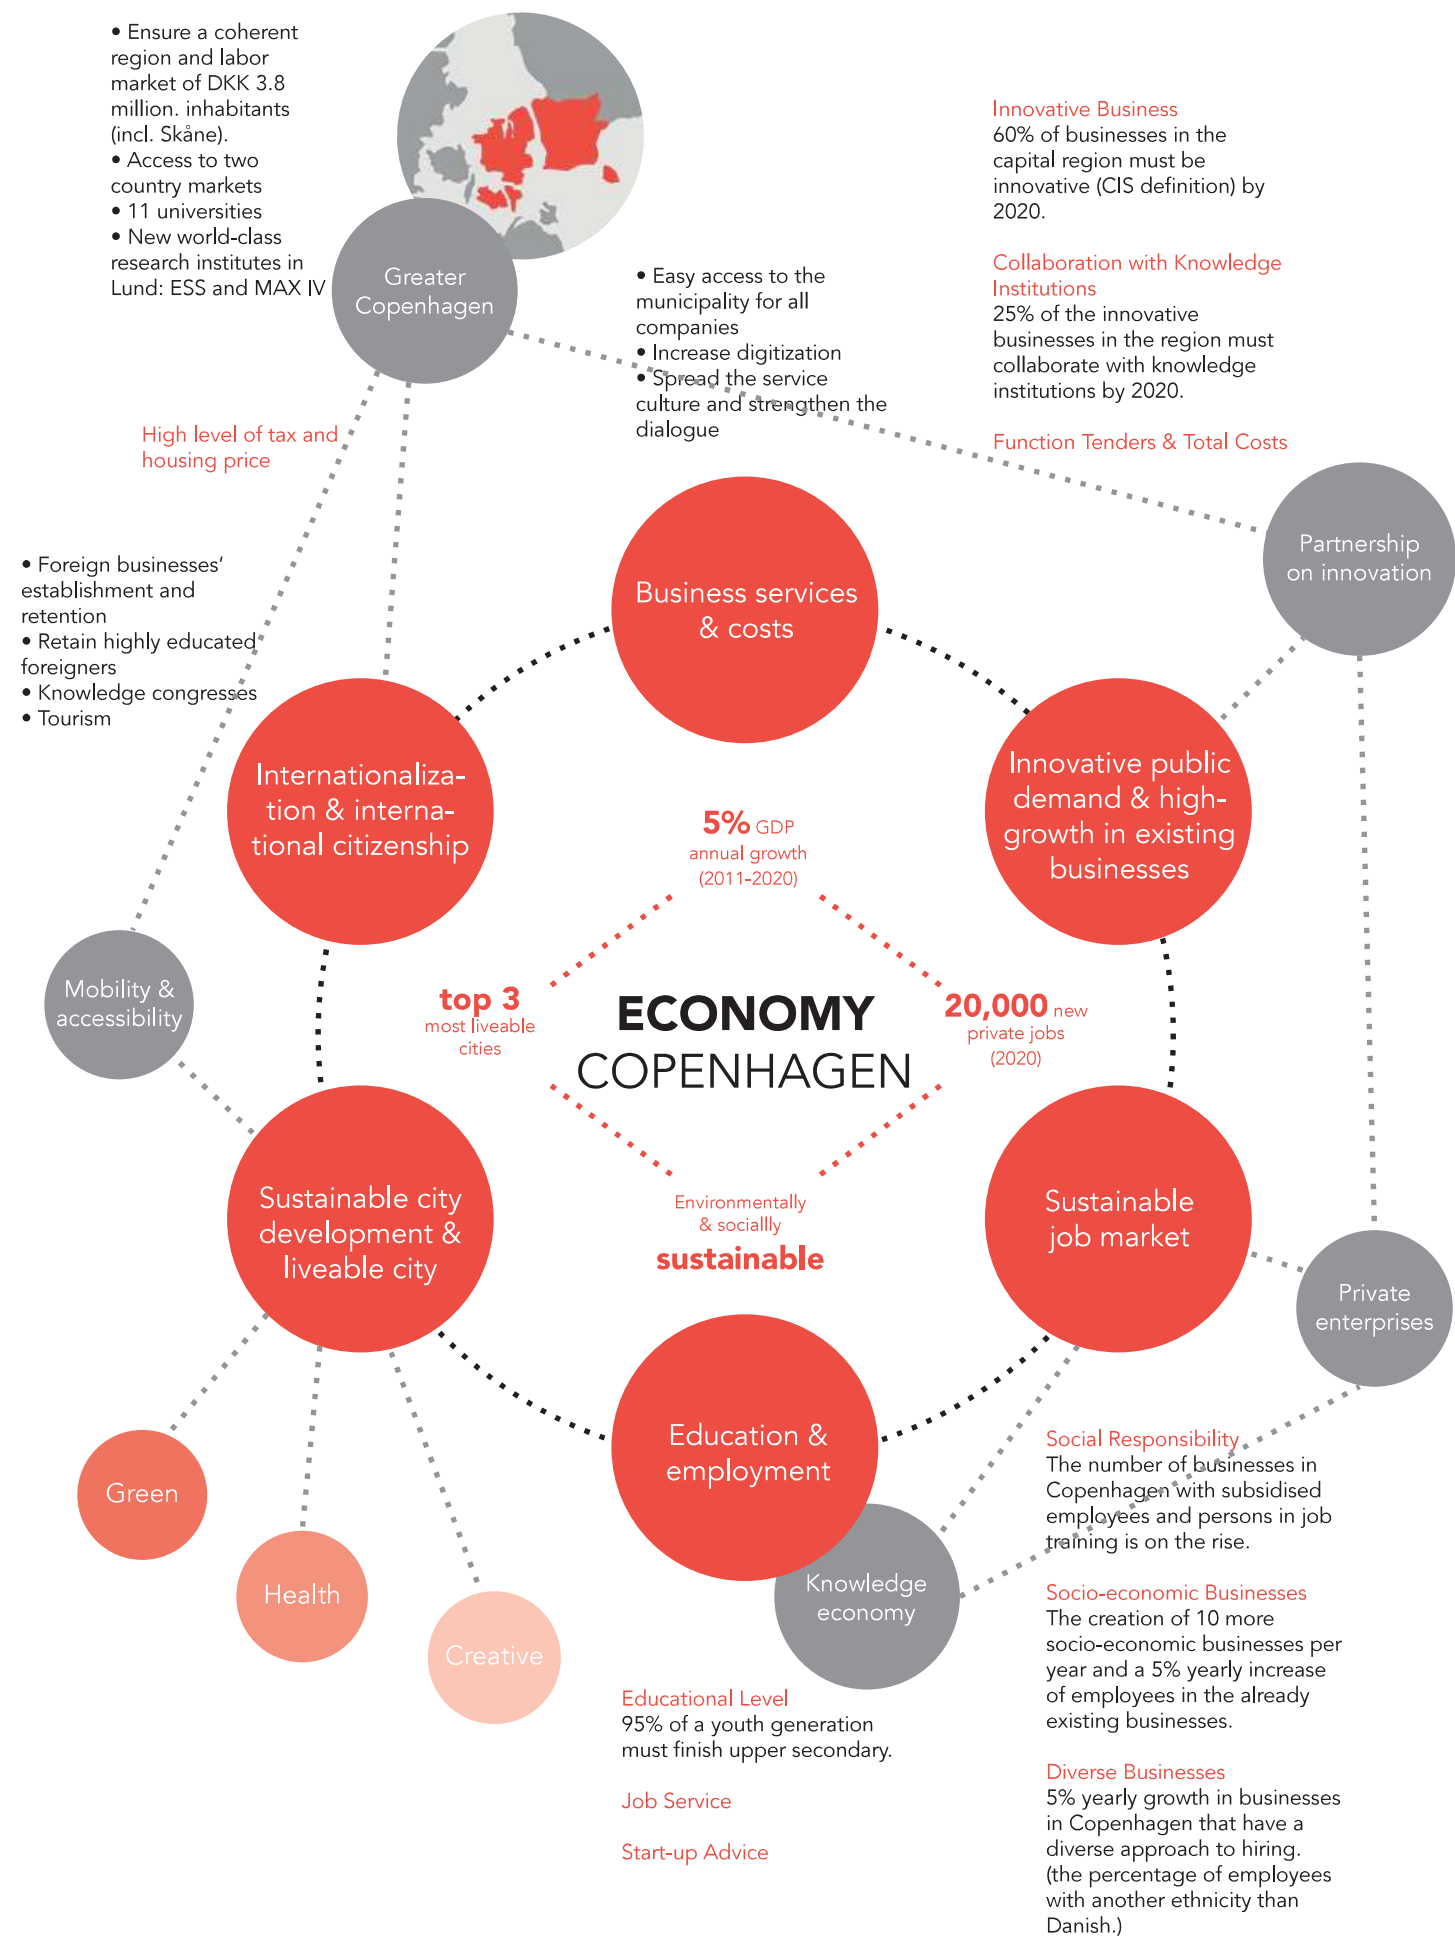 • Ensure a coherent
region and labor
market of DKK 3.8
million. inhabitants
(incl. Skåne).
• Access to two
country markets
• 11 universities
• New world-class
research institutes in
Lund: ESS and MAX IV
Greater
Copenhagen
• Easy access to the
municipality for all
companies
• Increase digitization
• Spread the service
culture and strengthen the
dialogue
Innovative Business
60% of businesses in the
capital region must be
innovative (CIS definition) by
2020.
Collaboration with Knowledge
Institutions
25% of the innovative
businesses in the region must
collaborate with knowledge
institutions by 2020.
Function Tenders & Total Costs
High level of tax and
housing price
• Foreign businesses'
establishment and
retention
• Retain highly educated
foreigners
• Knowledge congresses
• Tourism
Partnership
on innovation
Business services
& costs
Internationaliza-
tion & interna-
tional citizenship
Innovative public
demand & high-
growth in existing
businesses
5% GDP
annual growth
(2011-2020)
Mobility &
accessibility
top 3
most liveable
cities
ECONOMY
COPENHAGEN
20,000 new
private jobs
(2020)
Environmentally
& sociallly
sustainable
Sustainable city
development &
liveable city
Sustainable
job market
Private
enterprises
Education &
employment
Green
Health
Creative
Knowledge
economy
Social Responsibility
The number of businesses in
Copenhagen with subsidised
employees and persons in job
training is on the rise.
Socio-economic Businesses
The creation of 10 more
socio-economic businesses per
year and a 5% yearly increase
of employees in the already
existing businesses.
Diverse Businesses
5% yearly growth in businesses
in Copenhagen that have a
diverse approach to hiring.
(the percentage of employees
with another ethnicity than
Danish.)
Educational Level
95% of a youth generation
must finish upper secondary.
Job Service
Start-up Advice